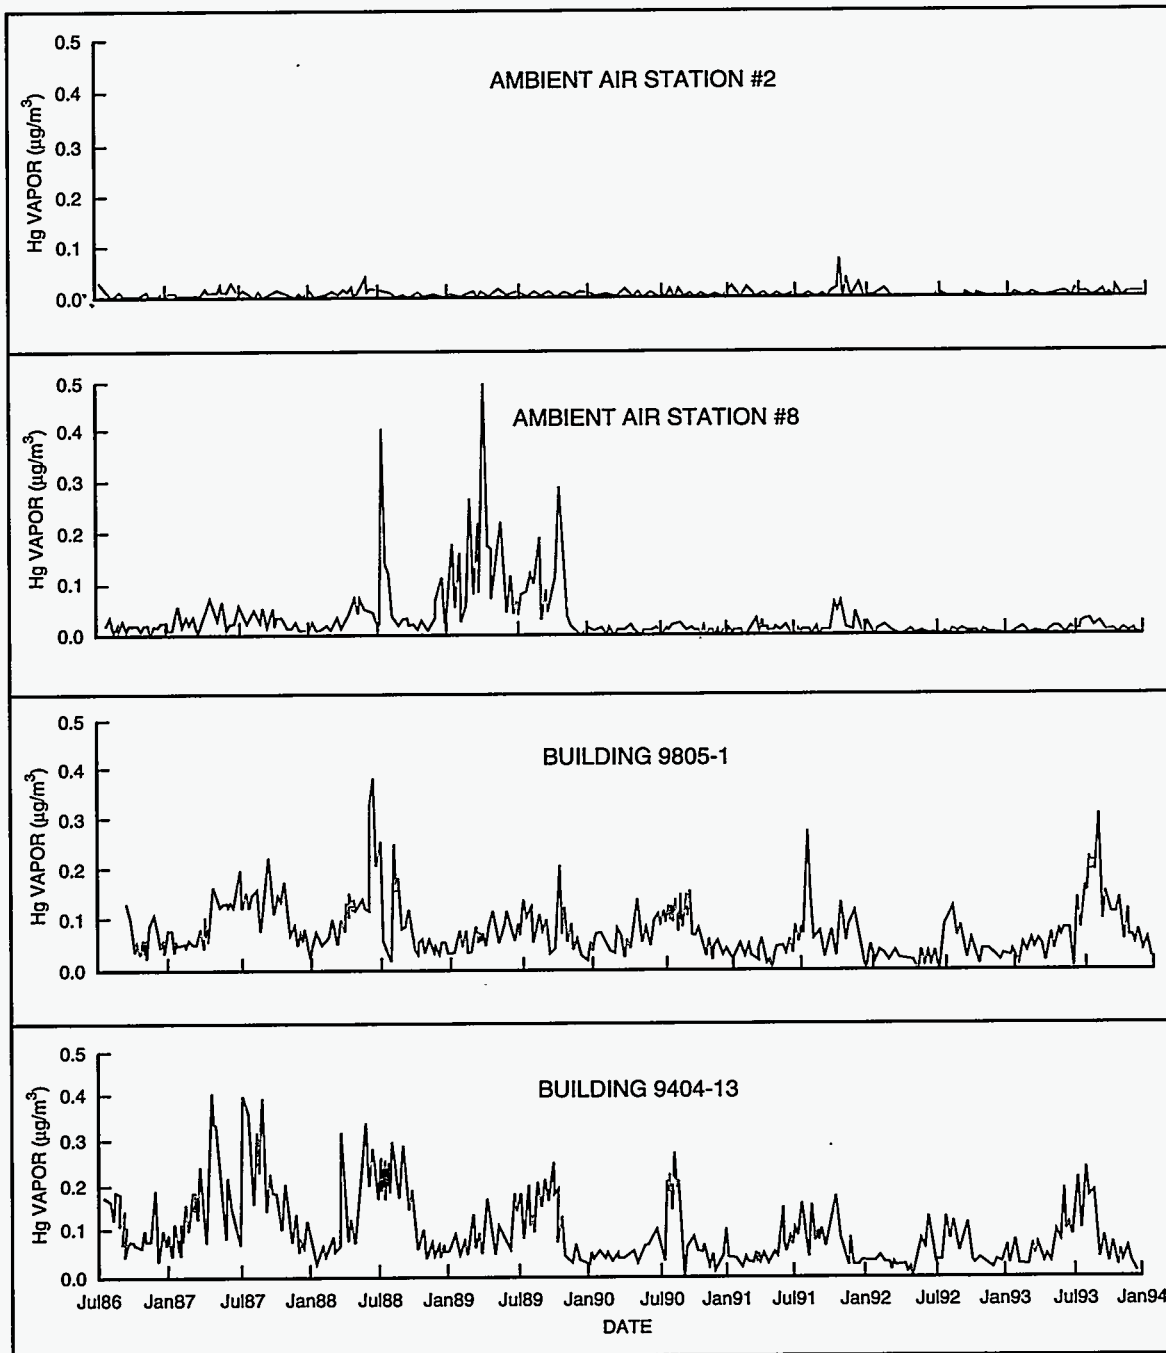 AMBIENT AIR STATION #2
Hg VAPOR (µg/m³)
0.5
0.4
0.3
0.2
0.1
0.0
AMBIENT AIR STATION #8
Hg VAPOR (µg/m³)
0.5
0.4
0.3
0.2
0.1
0.0
BUILDING 9805-1
Hg VAPOR (µg/m³)
0.5
0.4
0.3
0.2
0.1
0.0
BUILDING 9404-13
Hg VAPOR (µg/m³)
0.5
0.4
0.3
0.2
0.1
0.0
Jul86 Jan87 Jul87 Jan88 Jul88 Jan89 Jul89 Jan90 Jul90 Jan91 Jul91 Jan92 Jul92 Jan93 Jul93 Jan94
DATE